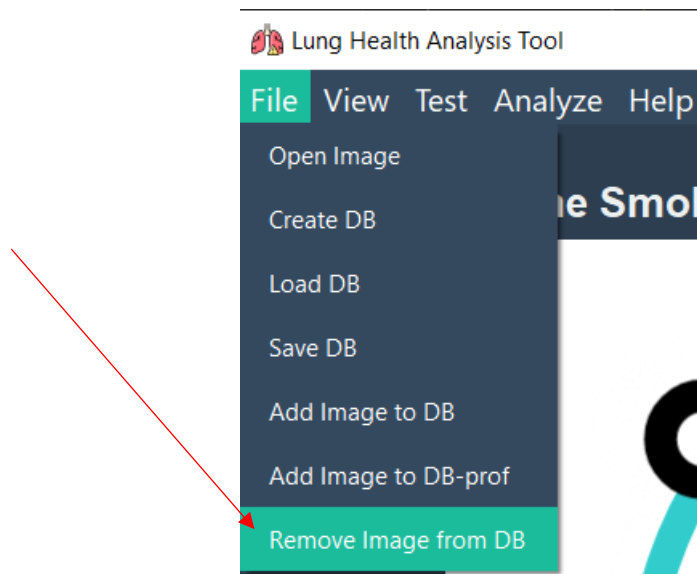 Lung Health Analysis Tool
File View Test Analyze Help
Open Image
Create DB
Load DB
Save DB
Add Image to DB
Add Image to DB-prof
Remove Image from DB